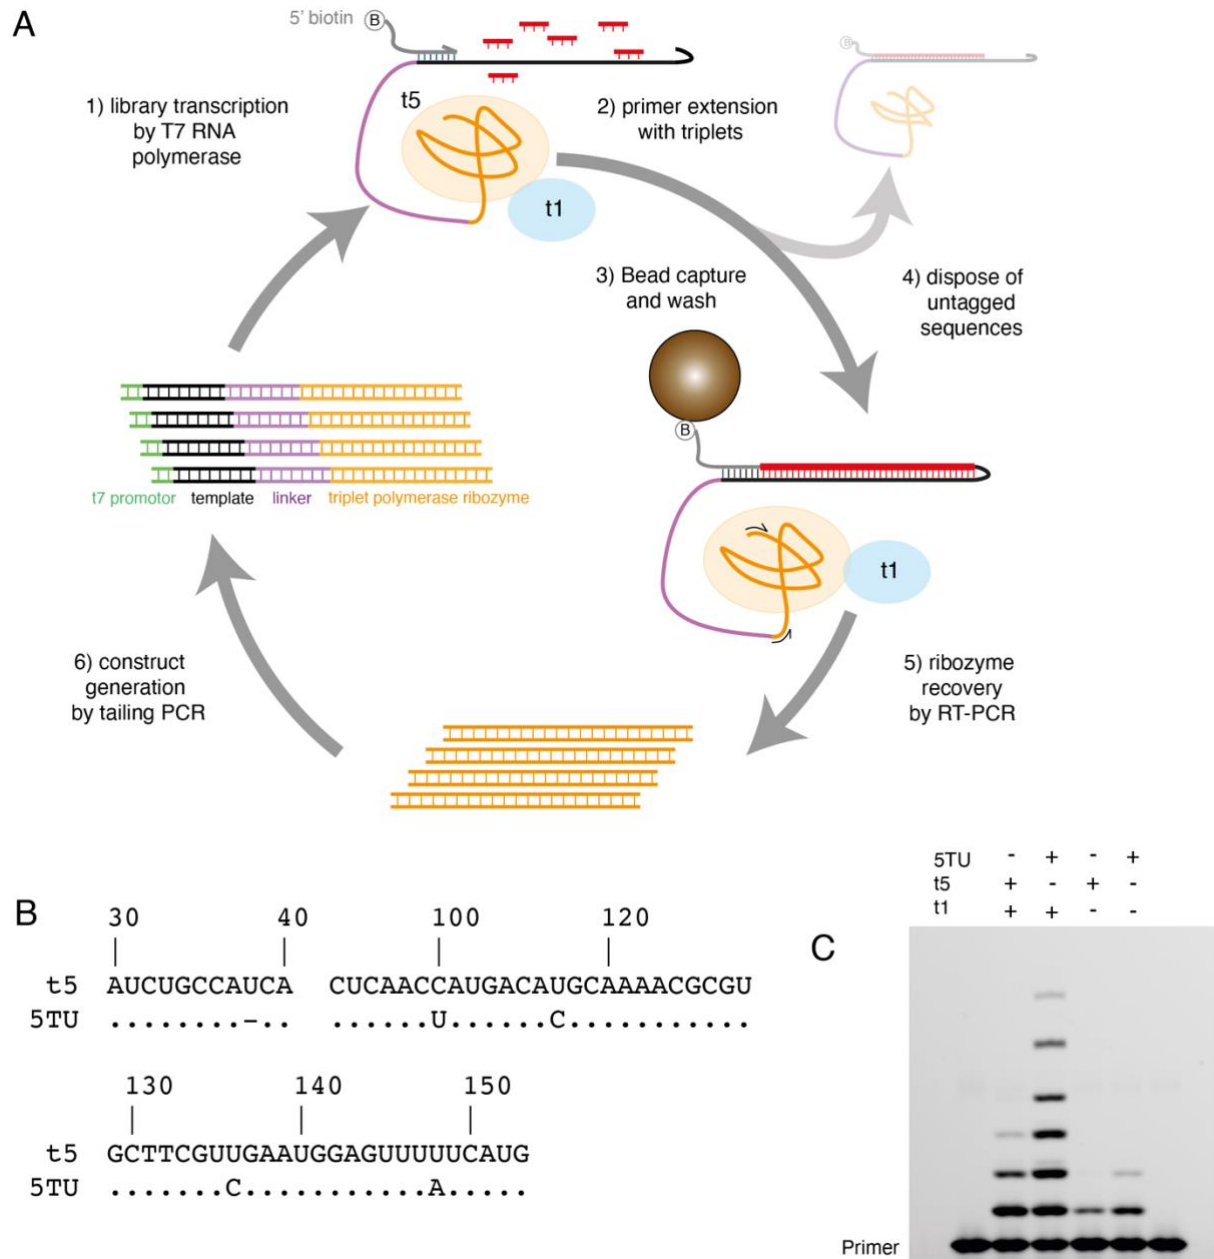 A
5' biotin
B
B
1) library transcription
by T7 RNA
polymerase
t5
t1
2) primer extension
with triplets
3) Bead capture
and wash
4) dispose of
untagged
sequences
B
t7 promotor template linker triplet polymerase ribozyme
t1
6) construct
generation
by tailing PCR
5) ribozyme
recovery
by RT-PCR
B
30 40 100 120
t5 AUCUGCCAUCA CUCAACCAUGACAUGCAAAACGCGU
5TU ........–.. ......U......C...........
130 140 150
t5 GCTTCGUUGAAUGGAGUUUUUCAUG
5TU .......C...........A.....
C
5TU - + - +
t5 + - + -
t1 + + - -
Primer